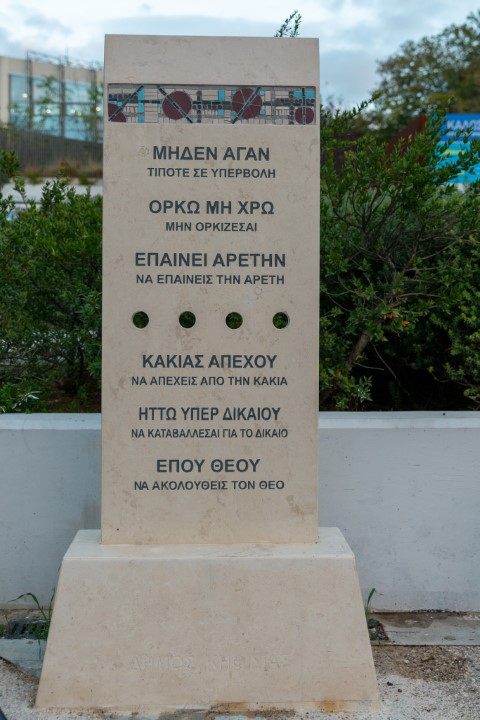 ΜΗΔΕΝ ΑΓΑΝ
ΤΙΠΟΤΕ ΣΕ ΥΠΕΡΒΟΛΗ
ΟΡΚΩ ΜΗ ΧΡΩ
ΜΗΝ ΟΡΚΙΖΕΣΑΙ
ΕΠΑΙΝΕΙ ΑΡΕΤΗΝ
ΝΑ ΕΠΑΙΝΕΙΣ ΤΗΝ ΑΡΕΤΗ
ΚΑΚΙΑΣ ΑΠΕΧΟΥ
ΝΑ ΑΠΕΧΕΙΣ ΑΠΟ ΤΗΝ ΚΑΚΙΑ
ΗΤΤΩ ΥΠΕΡ ΔΙΚΑΙΟΥ
ΝΑ ΚΑΤΑΒΑΛΛΕΣΑΙ ΓΙΑ ΤΟ ΔΙΚΑΙΟ
ΕΠΟΥ ΘΕΟΥ
ΝΑ ΑΚΟΛΟΥΘΕΙΣ ΤΟΝ ΘΕΟ